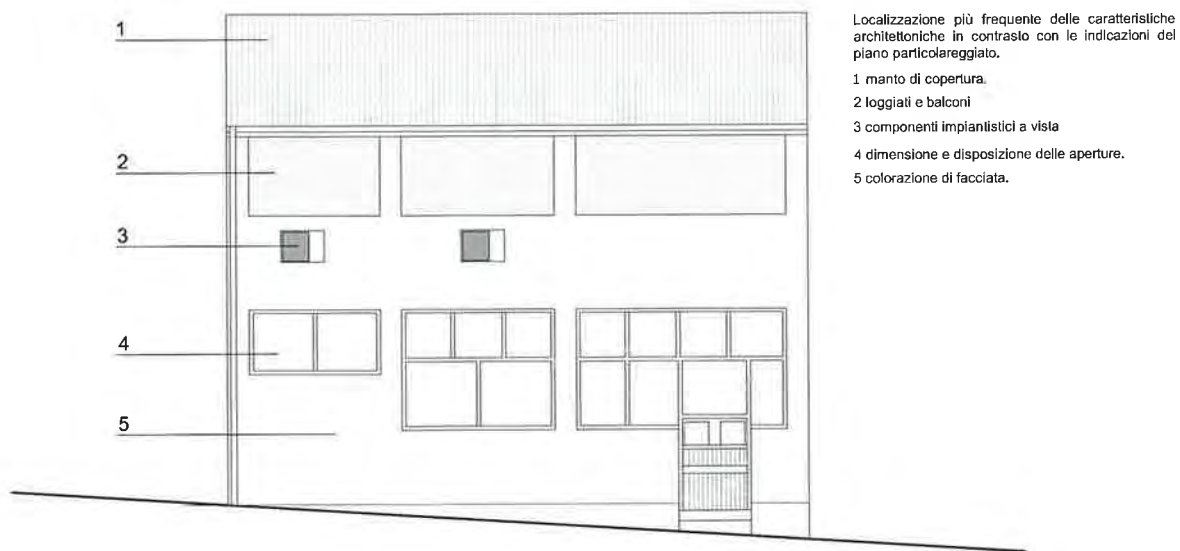 Localizzazione più frequente delle caratteristiche
architettoniche in contrasto con le indicazioni del
piano particolareggiato.
1 manto di copertura.
2 loggiati e balconi
3 componenti impiantistici a vista
4 dimensione e disposizione delle aperture.
5 colorazione di facciata.
1
2
3
4
5